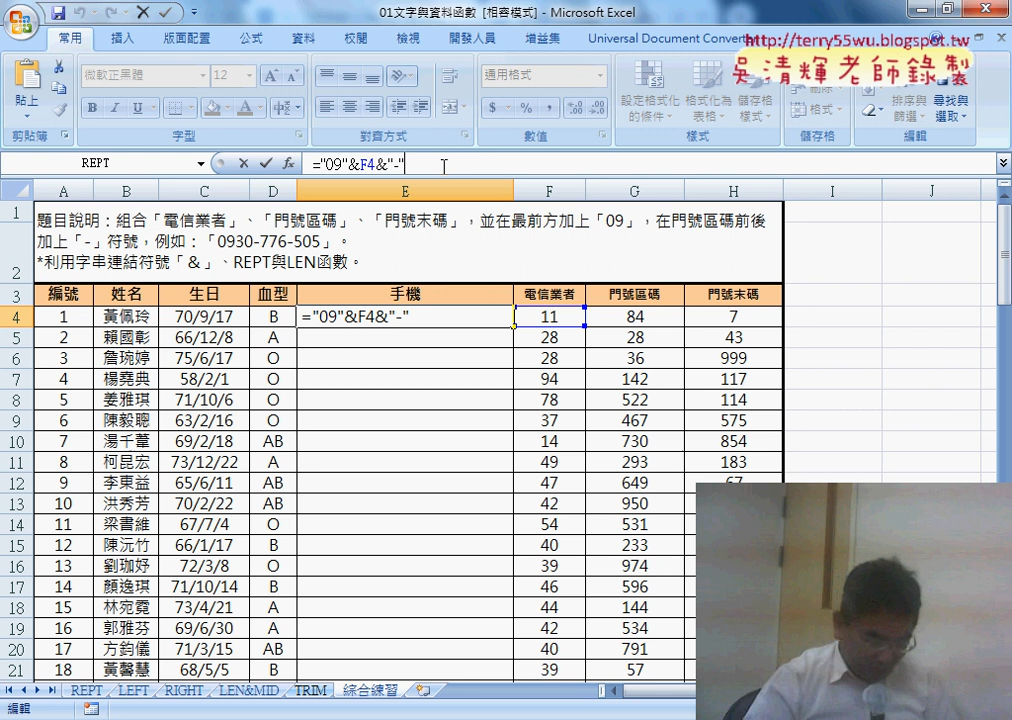 01文字與資料函數 [相容模式] - Microsoft Excel
常用 插入 版面配置 公式 資料 校閱 檢視 開發人員 增益集 Universal Document Converter
http://terry55wu.blogspot.tw
吳清輝老師錄製
貼上 微軟正黑體 12 通用格式 設定格式化的條件 格式化為表格 儲存格樣式 刪除 格式 排序與篩選 尋找與選取
剪貼簿 字型 對齊方式 數值 樣式 儲存格 編輯
REPT ="09"&F4&"-"
A B C D E F G H I J
1 題目說明：組合「電信業者」、「門號區碼」、「門號末碼」，並在最前方加上「09」，在門號區碼前後
加上「-」符號，例如：「0930-776-505」。
2 *利用字串連結符號「＆」、REPT與LEN函數。
3 編號 姓名 生日 血型 手機 電信業者 門號區碼 門號末碼
4 1 黃佩玲 70/9/17 B ="09"&F4&"-" 11 84 7
5 2 賴國彰 66/12/8 A 28 28 43
6 3 詹琬婷 75/6/17 O 28 36 999
7 4 楊堯典 58/2/1 O 94 142 117
8 5 姜雅琪 71/10/6 O 78 522 114
9 6 陳毅聰 63/2/16 O 37 467 575
10 7 湯千葦 69/2/18 AB 14 730 854
11 8 柯昆宏 73/12/22 A 49 293 183
12 9 李東益 65/6/11 AB 47 649 67
13 10 洪秀芳 70/2/22 AB 42 950
14 11 梁書維 67/7/4 O 54 531
15 12 陳沅竹 66/1/17 B 40 233
16 13 劉珈妤 72/3/8 O 39 974
17 14 顏逸琪 71/10/14 B 46 596
18 15 林宛霓 73/4/21 A 44 144
19 16 郭雅芬 69/6/30 A 42 534
20 17 方鈞儀 71/3/15 AB 40 791
21 18 黃馨慧 68/5/5 B 39 57
REPT LEFT RIGHT LEN&MID TRIM 綜合練習
編輯